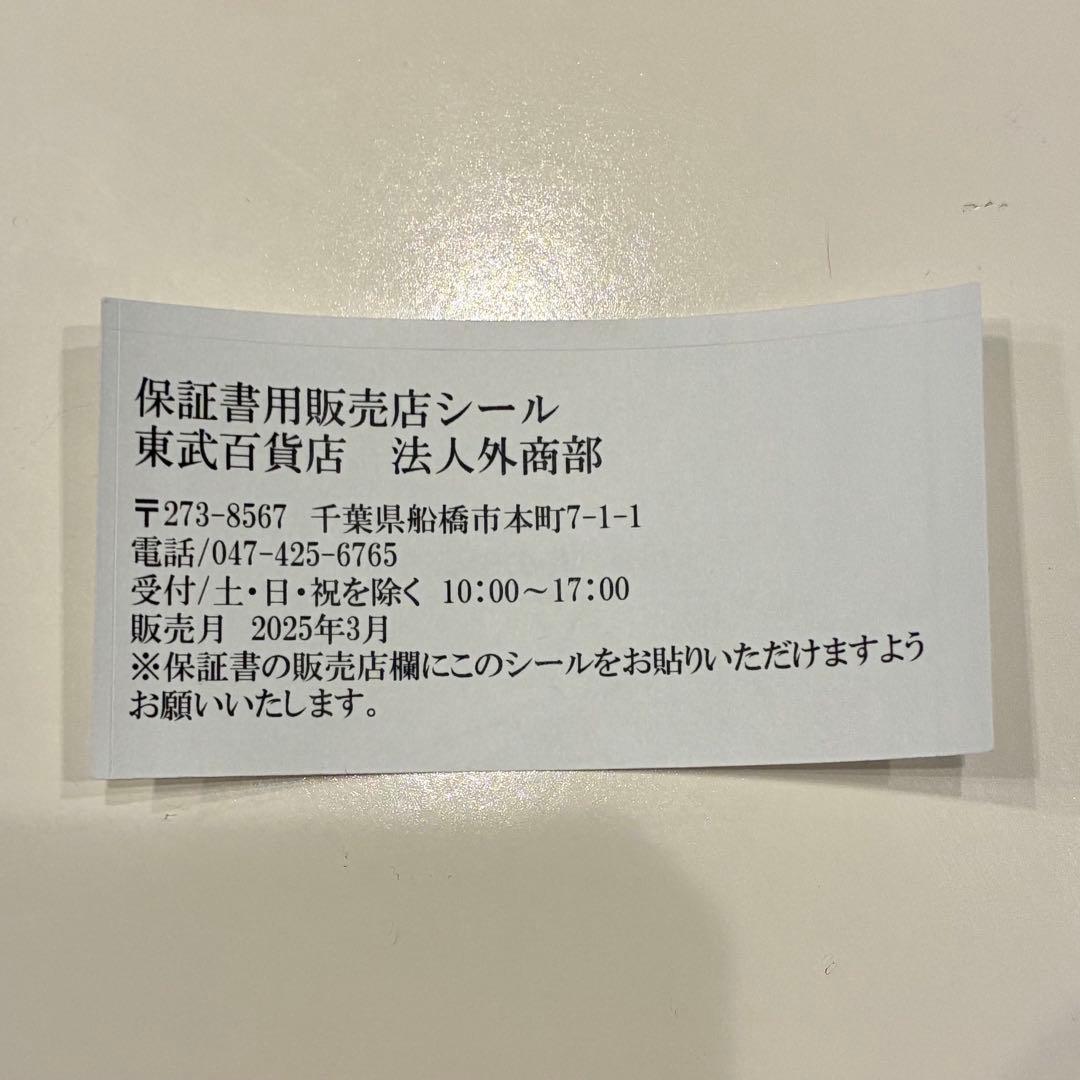 保証書用販売店シール
東武百貨店　法人外商部
〒273-8567 千葉県船橋市本町7-1-1
電話/047-425-6765
受付/土・日・祝を除く 10:00～17:00
販売月 2025年3月
※保証書の販売店欄にこのシールをお貼りいただけますよう
お願いいたします。